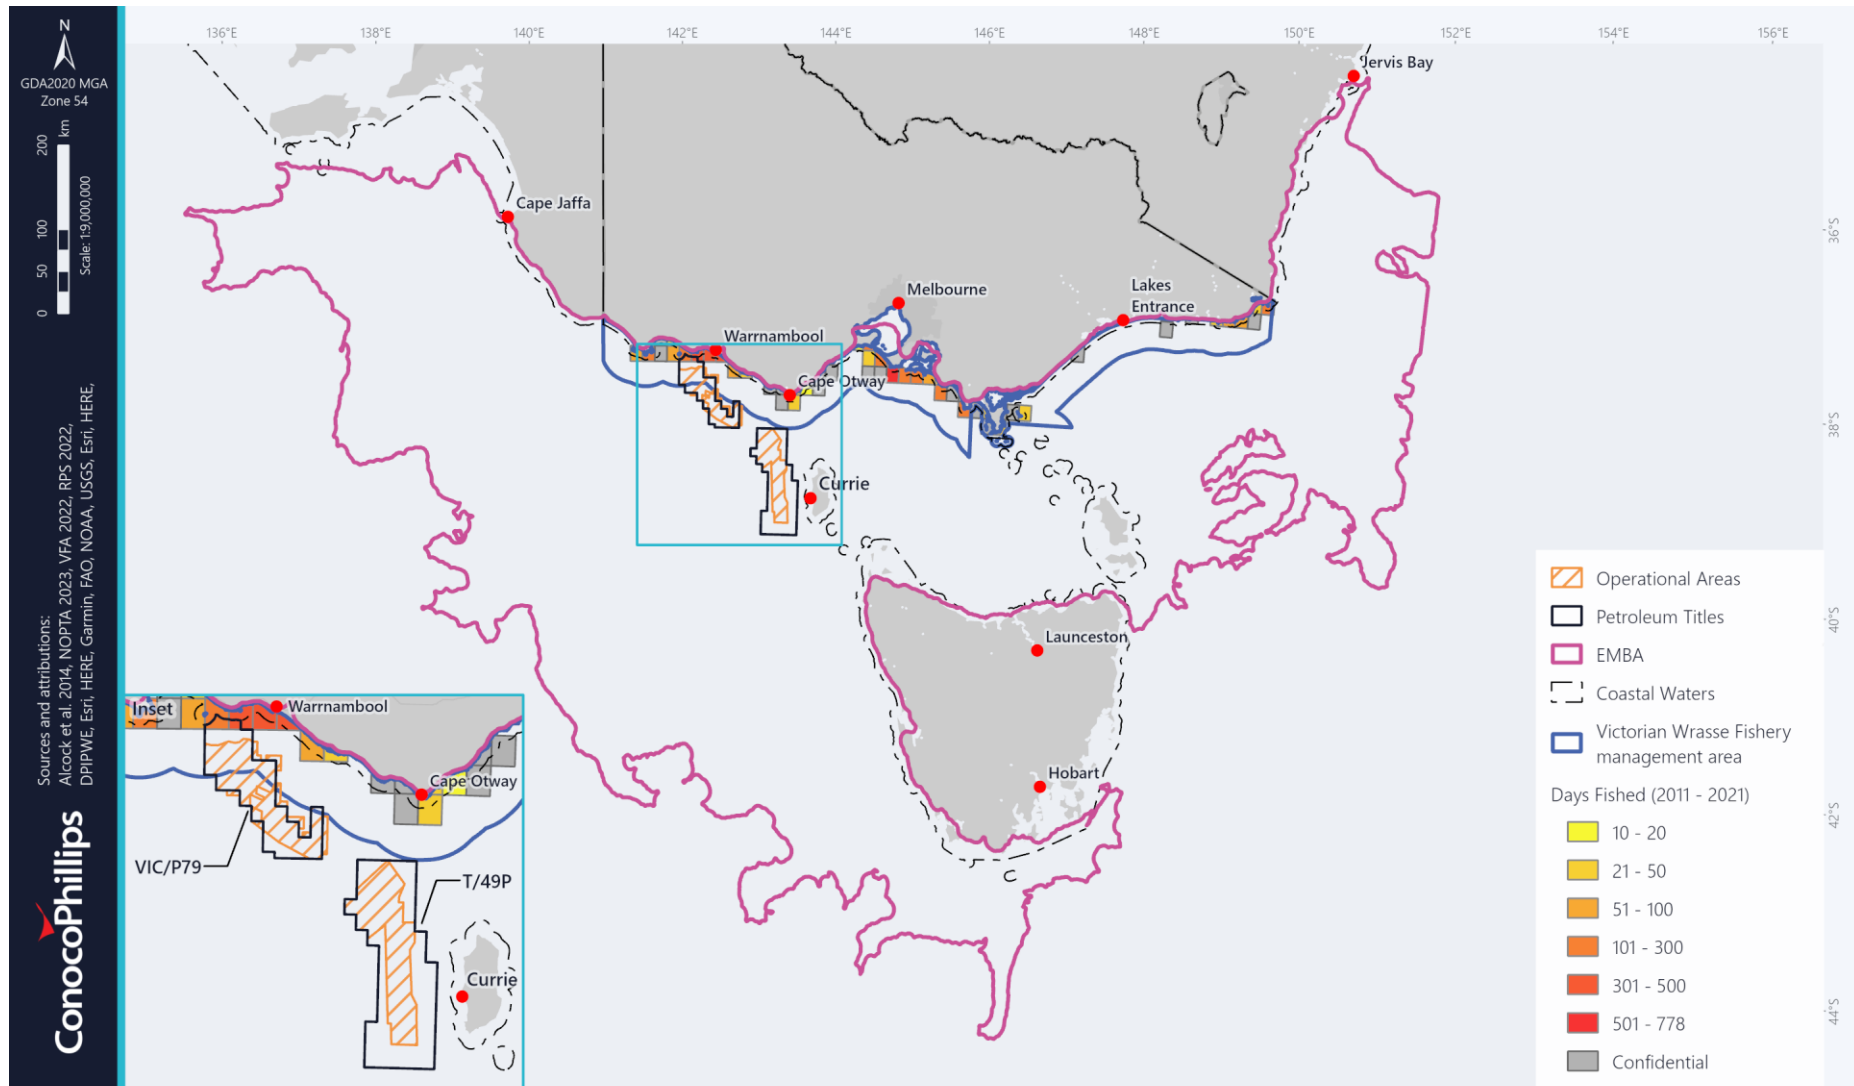 N
GDA2020 MGA
Zone 54
200
km
100
50
0
Scale: 1:9,000,000
Sources and attributions:
Alcock et al. 2014, NOPTA 2023, VFA 2022, RPS 2022,
DPIPWE, Esri, HERE, Garmin, FAO, NOAA, USGS, Esri, HERE,
ConocoPhillips
136°E
138°E
140°E
142°E
144°E
146°E
148°E
150°E
152°E
154°E
156°E
36°S
38°S
40°S
42°S
44°S
Jervis Bay
Cape Jaffa
Melbourne
Lakes
Entrance
Warrnambool
Cape Otway
Currie
Launceston
Hobart
Inset
Warrnambool
Cape Otway
VIC/P79
T/49P
Currie
Operational Areas
Petroleum Titles
EMBA
Coastal Waters
Victorian Wrasse Fishery
management area
Days Fished (2011 - 2021)
10 - 20
21 - 50
51 - 100
101 - 300
301 - 500
501 - 778
Confidential